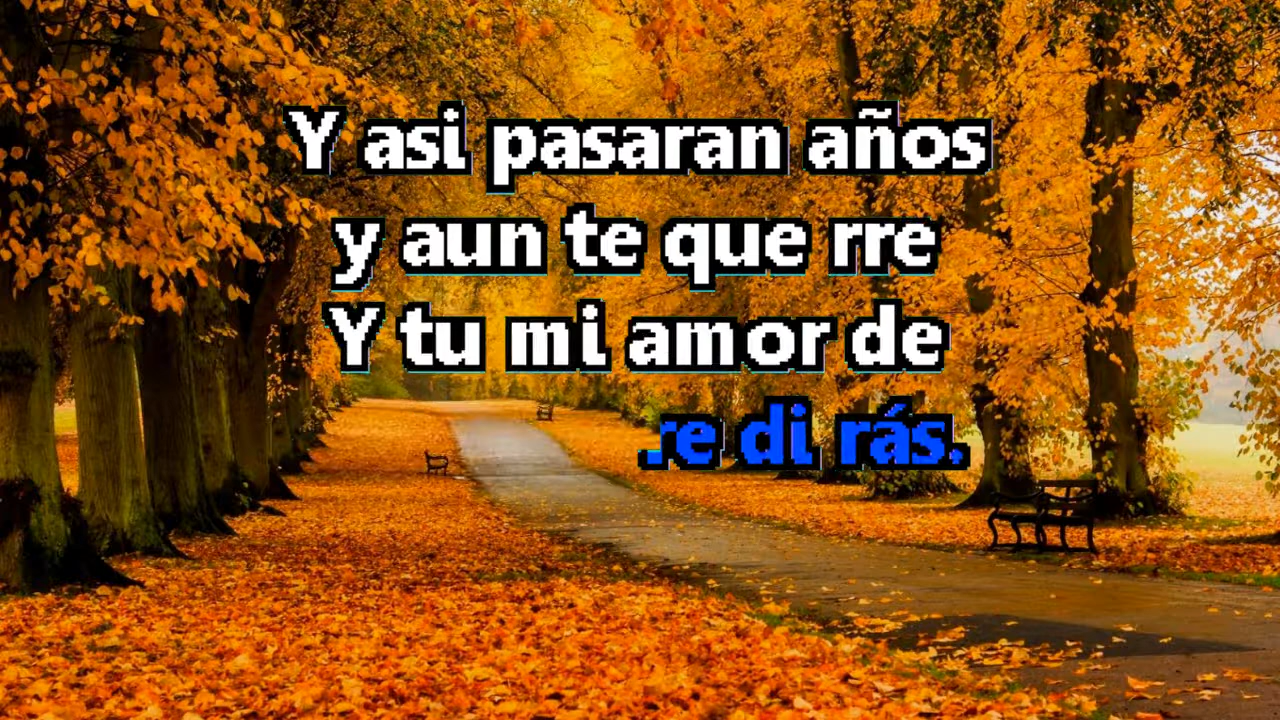 Y asi pasaran años
y aun te que rre
Y tu mi amor de
re di rás.